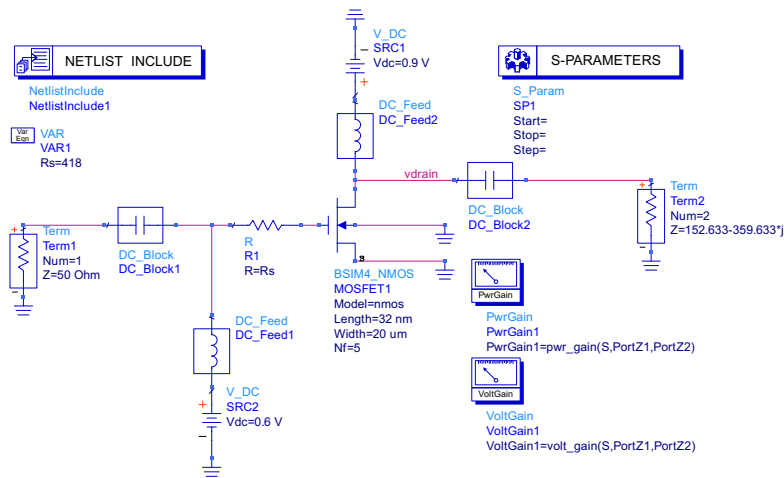 NETLIST INCLUDE
NetlistInclude
NetlistInclude1
Var
Eqn
VAR
VAR1
Rs=418
V_DC
SRC1
Vdc=0.9 V
DC_Feed
DC_Feed2
S-PARAMETERS
S_Param
SP1
Start=
Stop=
Step=
vdrain
Term
Term1
Num=1
Z=50 Ohm
DC_Block
DC_Block1
R
R1
R=Rs
BSIM4_NMOS
MOSFET1
Model=nmos
Length=32 nm
Width=20 um
Nf=5
s
DC_Block
DC_Block2
Term
Term2
Num=2
Z=152.633-359.633*j
DC_Feed
DC_Feed1
V_DC
SRC2
Vdc=0.6 V
PwrGain
PwrGain
PwrGain1
PwrGain1=pwr_gain(S,PortZ1,PortZ2)
VoltGain
VoltGain
VoltGain1
VoltGain1=volt_gain(S,PortZ1,PortZ2)